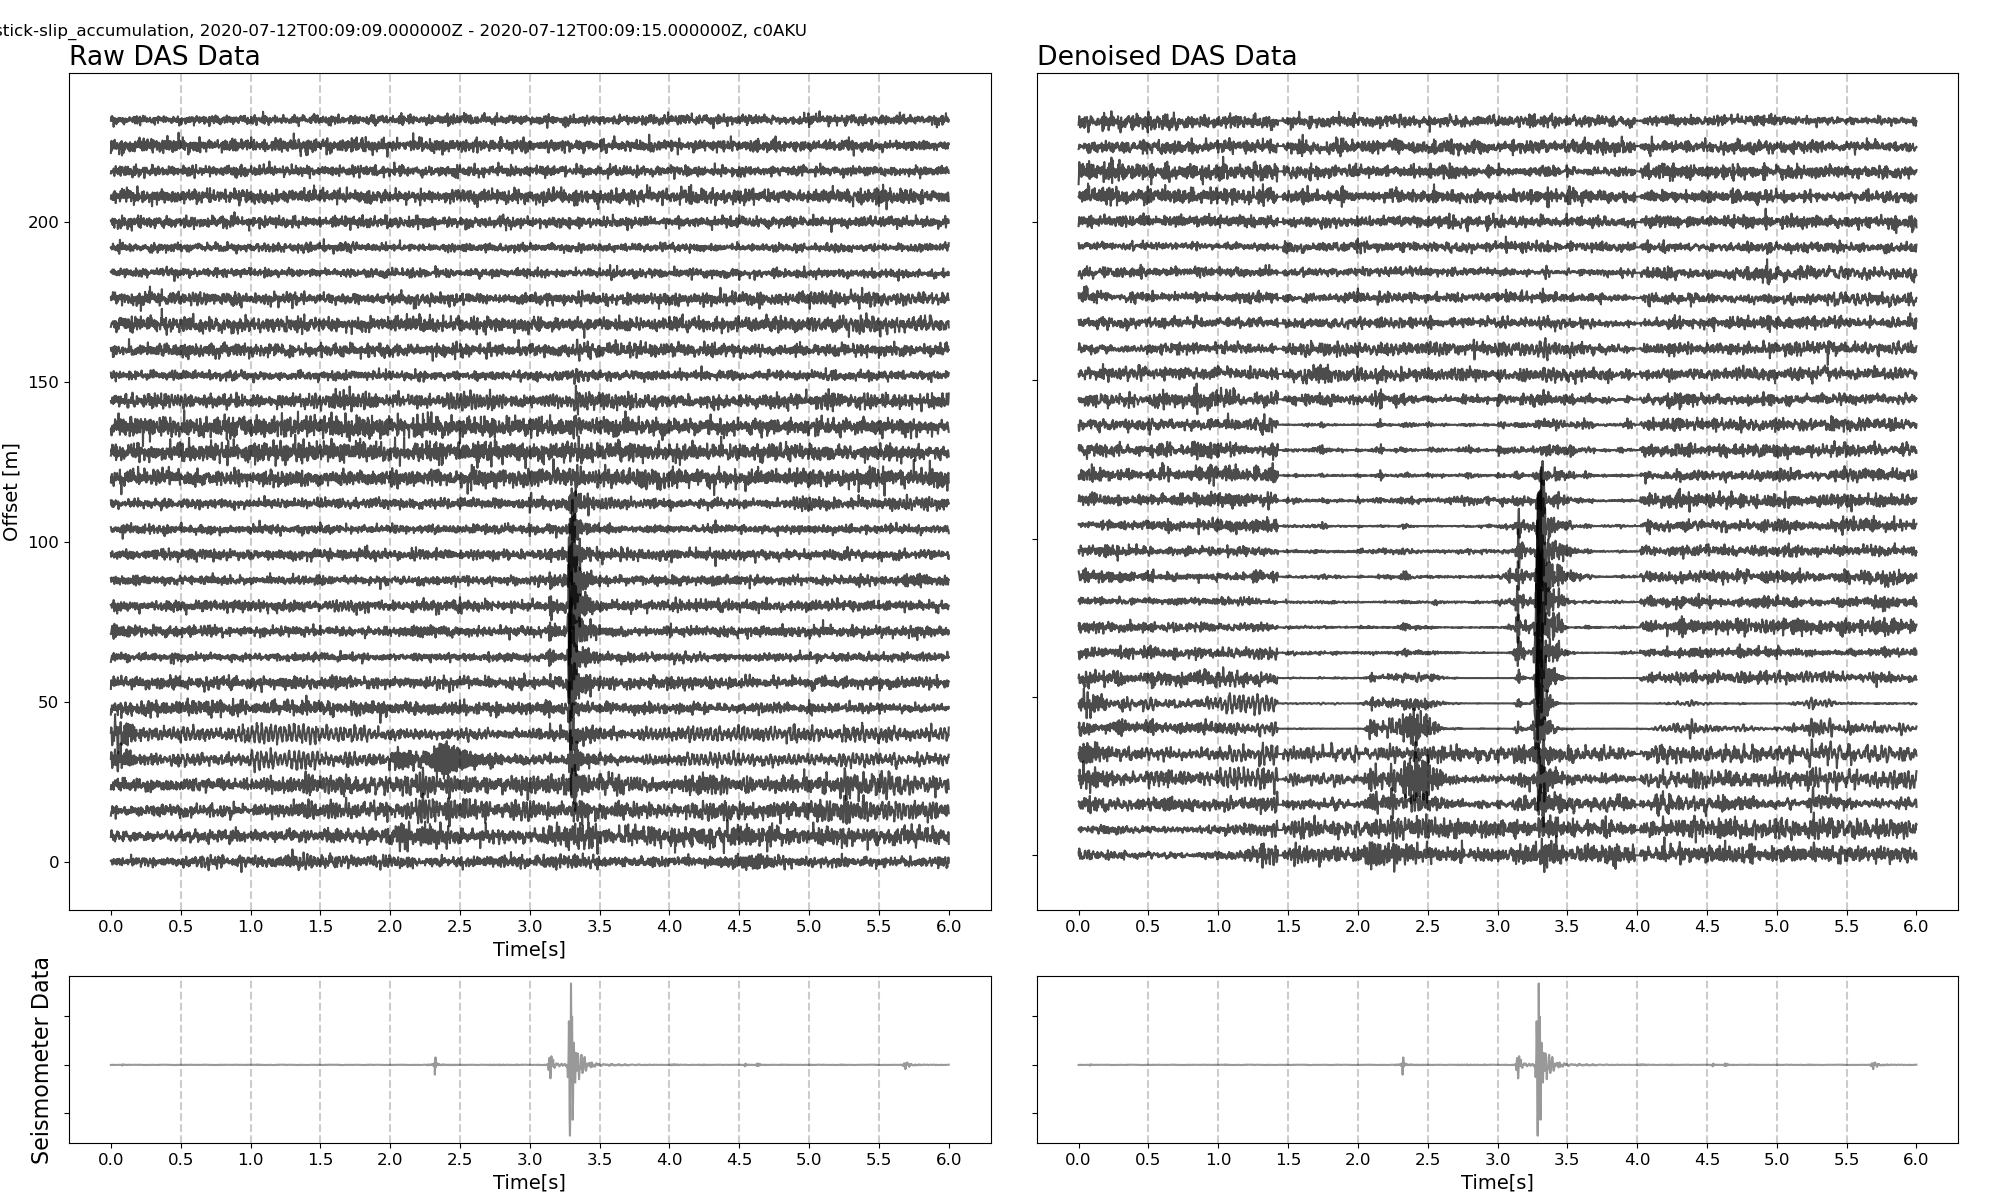 stick-slip_accumulation, 2020-07-12T00:09:09.000000Z - 2020-07-12T00:09:15.000000Z, c0AKU
Raw DAS Data
Denoised DAS Data
Offset [m]
200
150
100
50
0
0.0 0.5 1.0 1.5 2.0 2.5 3.0 3.5 4.0 4.5 5.0 5.5 6.0
Time[s]
0.0 0.5 1.0 1.5 2.0 2.5 3.0 3.5 4.0 4.5 5.0 5.5 6.0
Seismometer Data
0.0 0.5 1.0 1.5 2.0 2.5 3.0 3.5 4.0 4.5 5.0 5.5 6.0
Time[s]
0.0 0.5 1.0 1.5 2.0 2.5 3.0 3.5 4.0 4.5 5.0 5.5 6.0
Time[s]